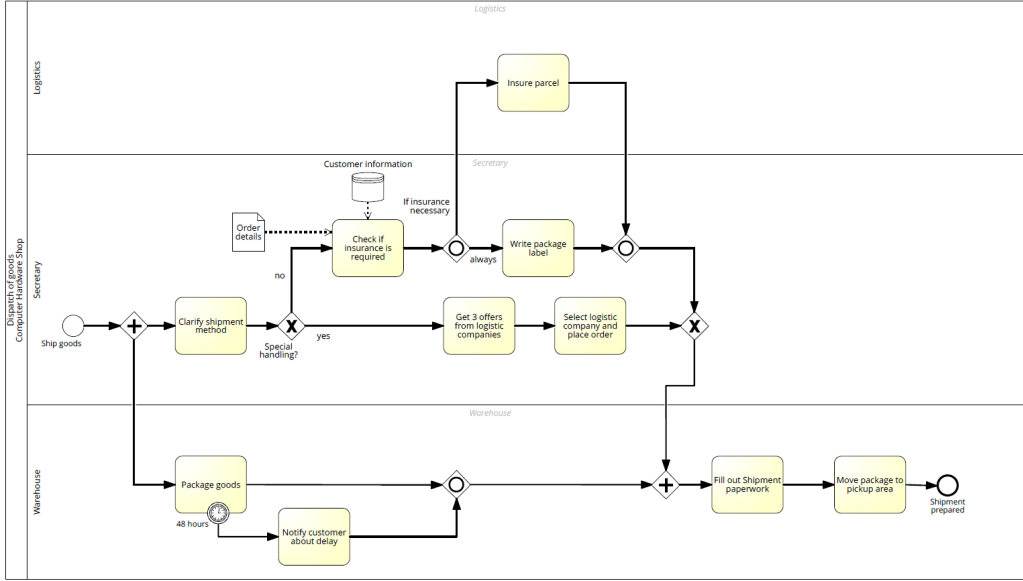 Logistics
Logistics
Insure parcel
Secretary
Customer information
If insurance
necessary
Order
details
Check if
insurance is
required
Write package
label
always
no
Dispatch of goods
Computer Hardware Shop
Secretary
Clarify shipment
method
Get 3 offers
from logistic
companies
Select logistic
company and
place order
Ship goods
yes
Special
handling?
Warehouse
Warehouse
Package goods
Fill out Shipment
paperwork
Move package to
pickup area
Shipment
prepared
48 hours
Notify customer
about delay